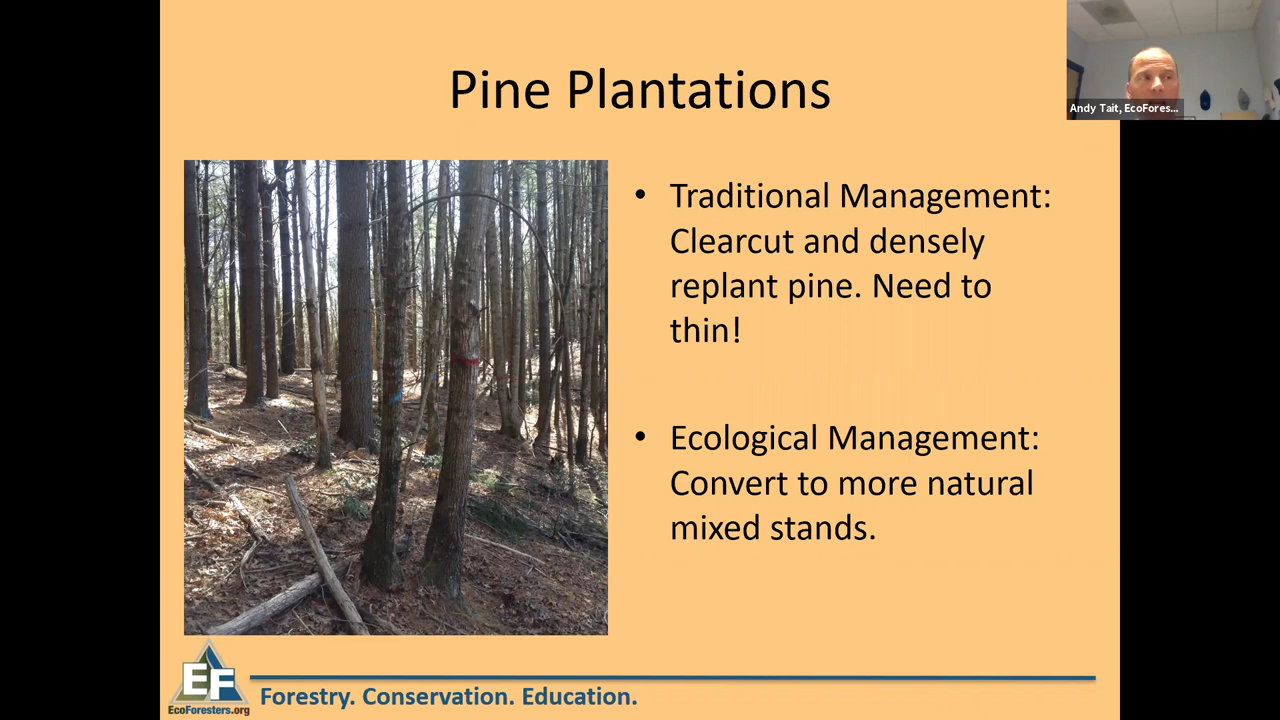 Pine Plantations
Andy Tait, EcoFores...
• Traditional Management:
Clearcut and densely
replant pine. Need to
thin!
• Ecological Management:
Convert to more natural
mixed stands.
EF
EcoForesters.org
Forestry. Conservation. Education.